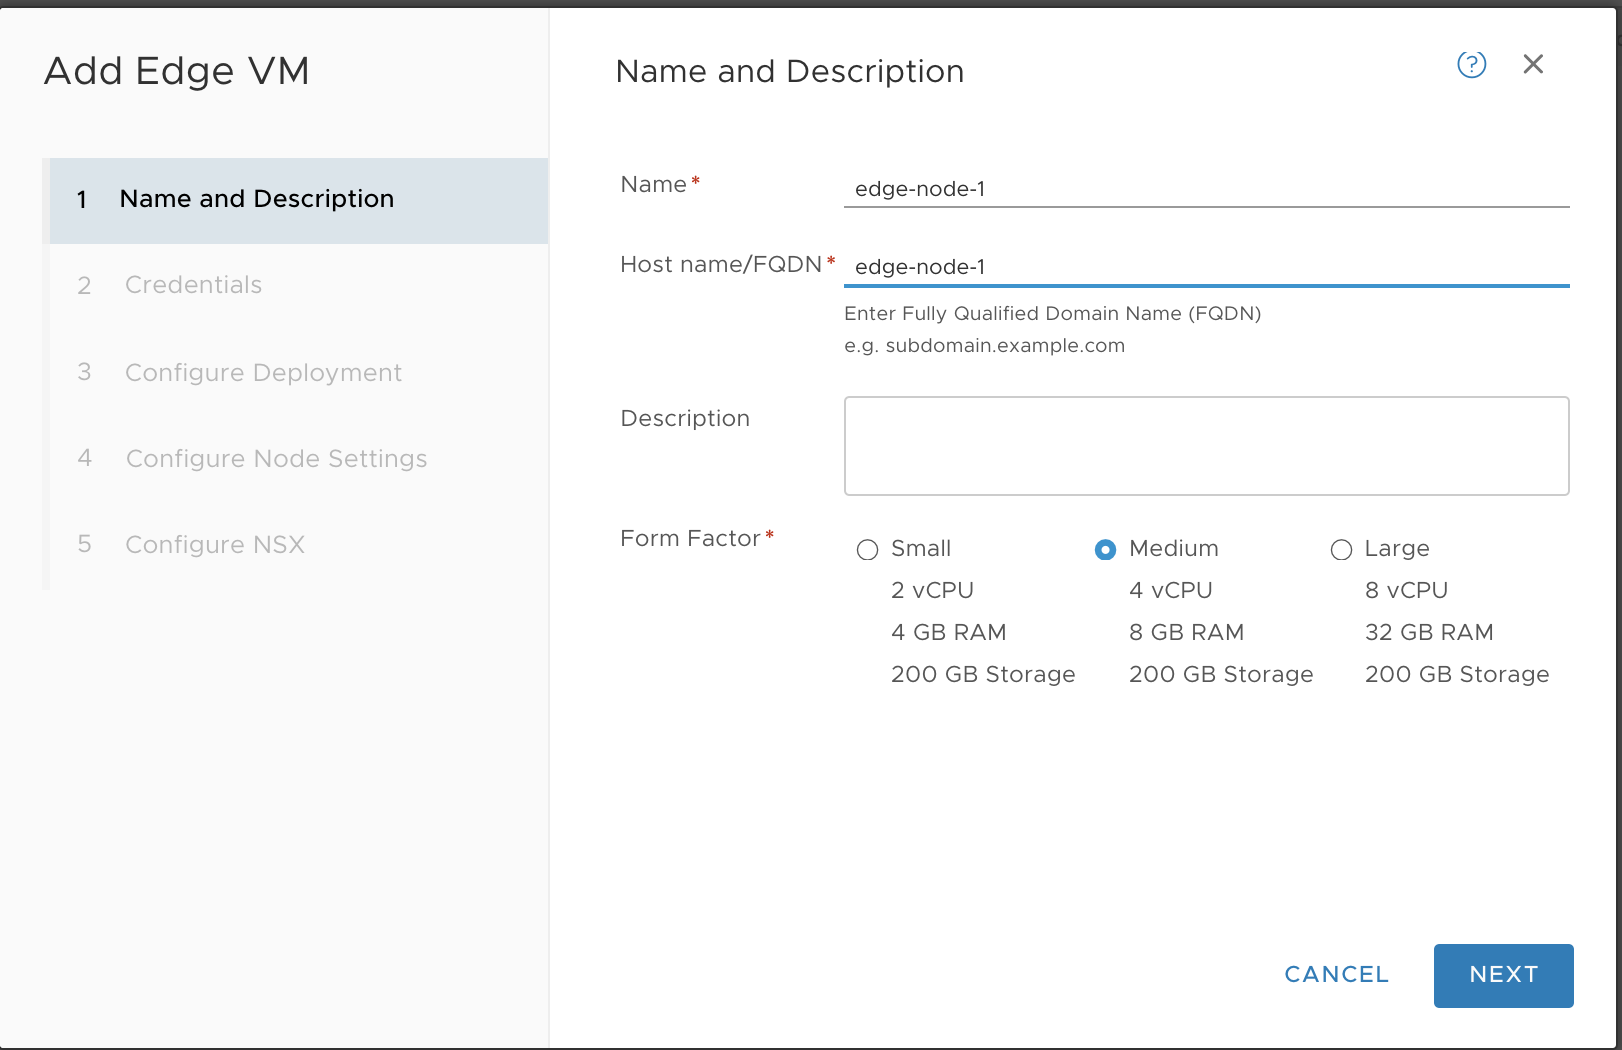 Add Edge VM
1 Name and Description
2 Credentials
3 Configure Deployment
4 Configure Node Settings
5 Configure NSX
Name and Description
?
Name* edge-node-1
Host name/FQDN* edge-node-1
Enter Fully Qualified Domain Name (FQDN)
e.g. subdomain.example.com
Description
Form Factor*
Small
2 vCPU
4 GB RAM
200 GB Storage
Medium
4 vCPU
8 GB RAM
200 GB Storage
Large
8 vCPU
32 GB RAM
200 GB Storage
CANCEL
NEXT